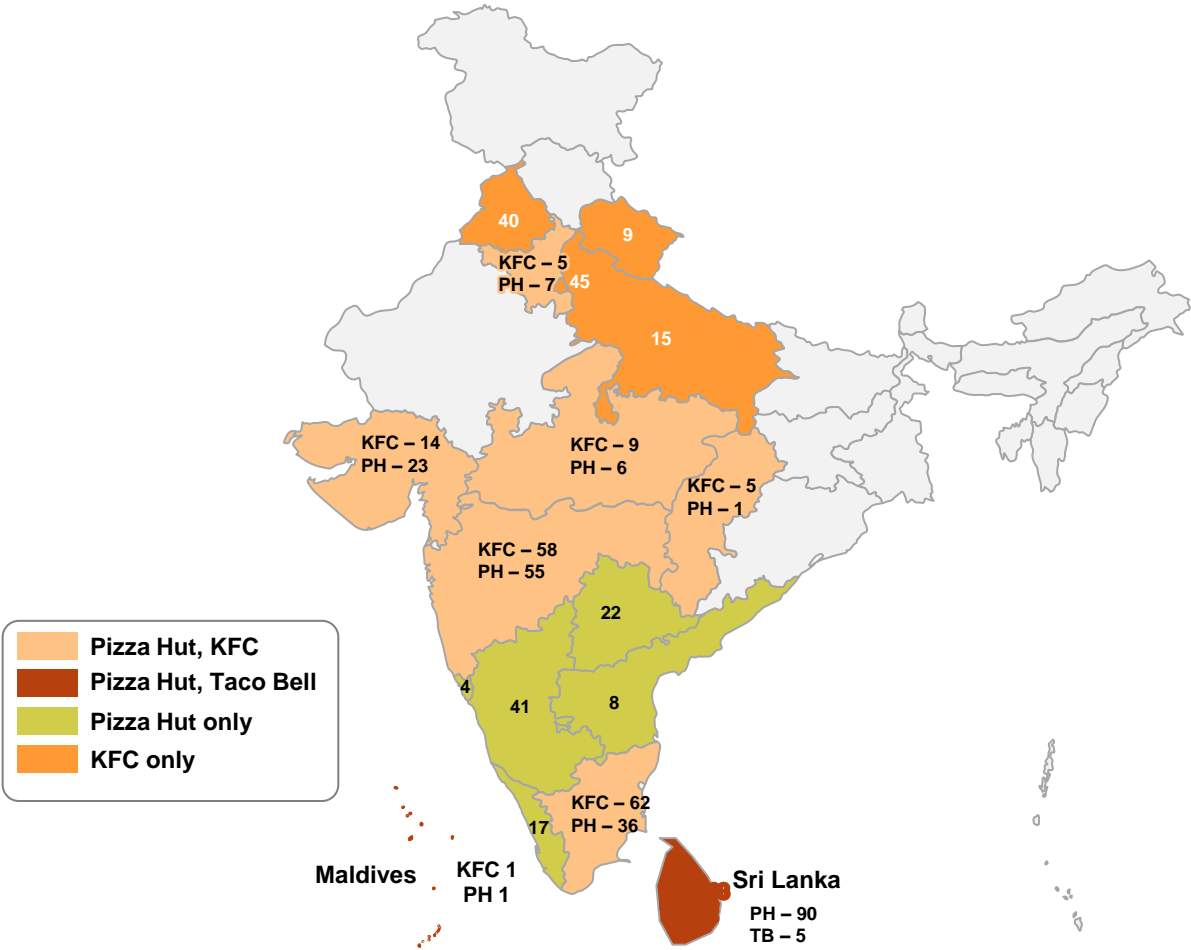 40
9
KFC – 5
PH – 7
45
15
KFC – 14
PH – 23
KFC – 9
PH – 6
KFC – 5
PH – 1
KFC – 58
PH – 55
22
4
41
8
KFC – 62
PH – 36
17
Pizza Hut, KFC
Pizza Hut, Taco Bell
Pizza Hut only
KFC only
Maldives
KFC 1
PH 1
Sri Lanka
PH – 90
TB – 5